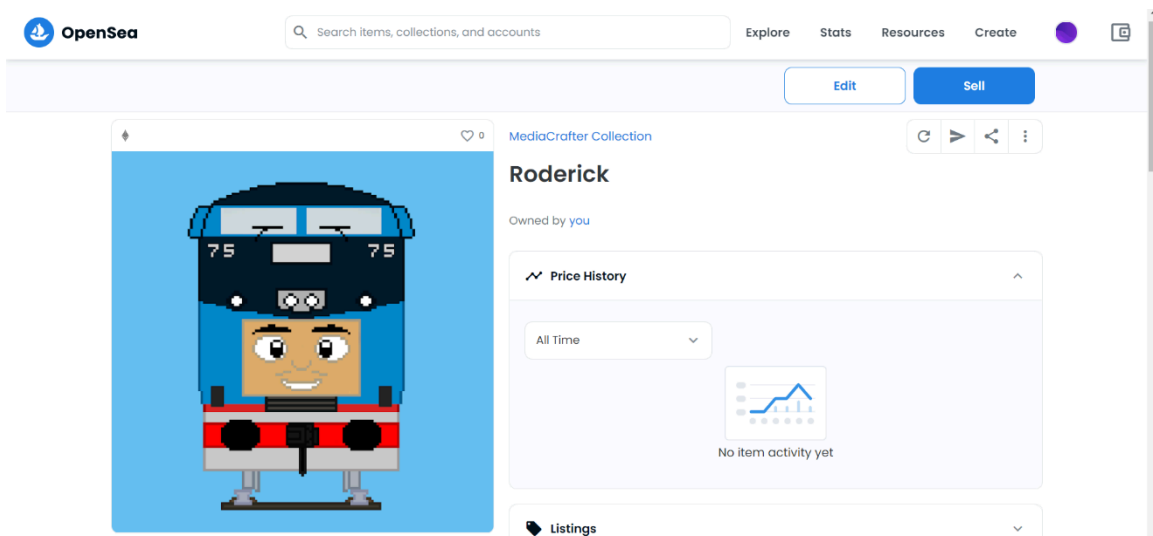 OpenSea
Search items, collections, and accounts
Explore
Stats
Resources
Create
Edit
Sell
0
MediaCrafter Collection
Roderick
Owned by you
75
75
Price History
All Time
No item activity yet
Listings